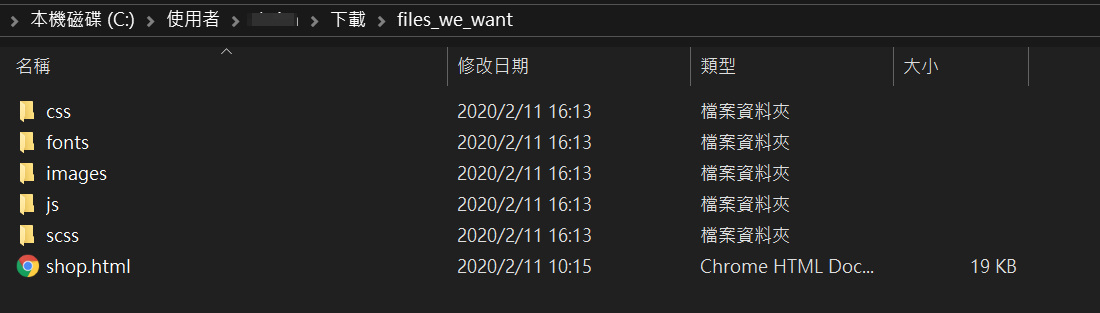 本機磁碟 (C:) 使用者 下載 files_we_want
名稱 修改日期 類型 大小
css 2020/2/11 16:13 檔案資料夾
fonts 2020/2/11 16:13 檔案資料夾
images 2020/2/11 16:13 檔案資料夾
js 2020/2/11 16:13 檔案資料夾
scss 2020/2/11 16:13 檔案資料夾
shop.html 2020/2/11 10:15 Chrome HTML Doc... 19 KB